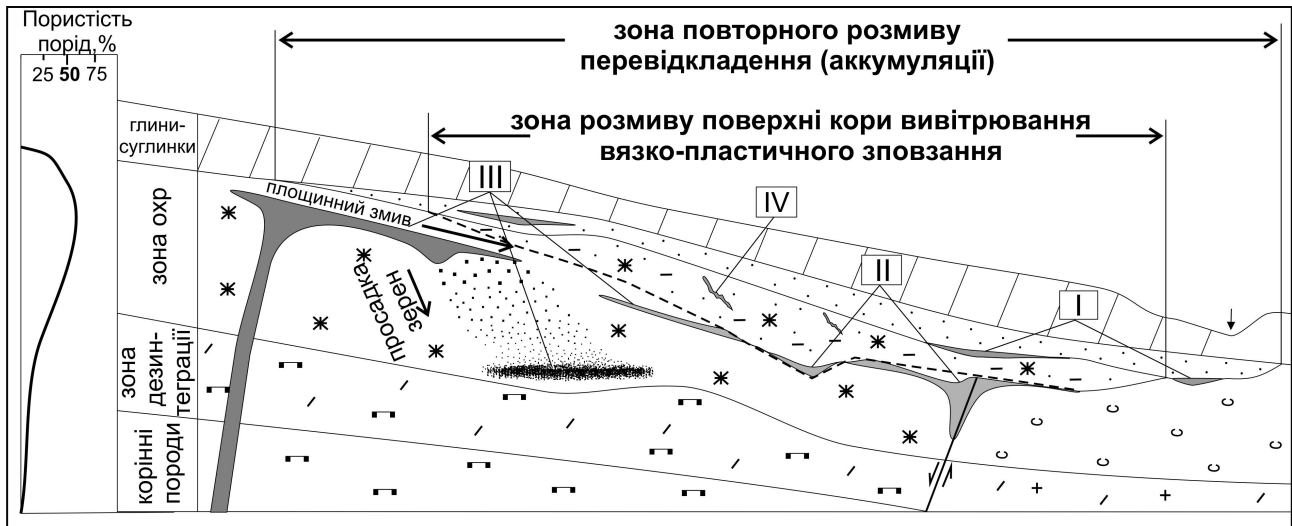 Пористість
порід,%
25 50 75
зона повторного розмиву
перевідкладення (аккумуляції)
зона розмиву поверхні кори вивітрювання
вязко-пластичного зповзання
глини-
суглинки
зона охр
зона
дезин-
теграції
корінні
породи
площинний змив
просадка
зерен
III
IV
II
I